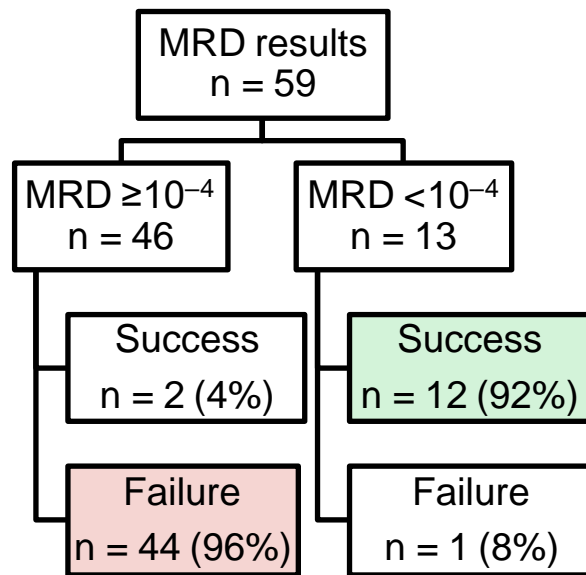 MRD results
n = 59
MRD ≥10⁻⁴
n = 46
MRD <10⁻⁴
n = 13
Success
n = 2 (4%)
Success
n = 12 (92%)
Failure
n = 44 (96%)
Failure
n = 1 (8%)